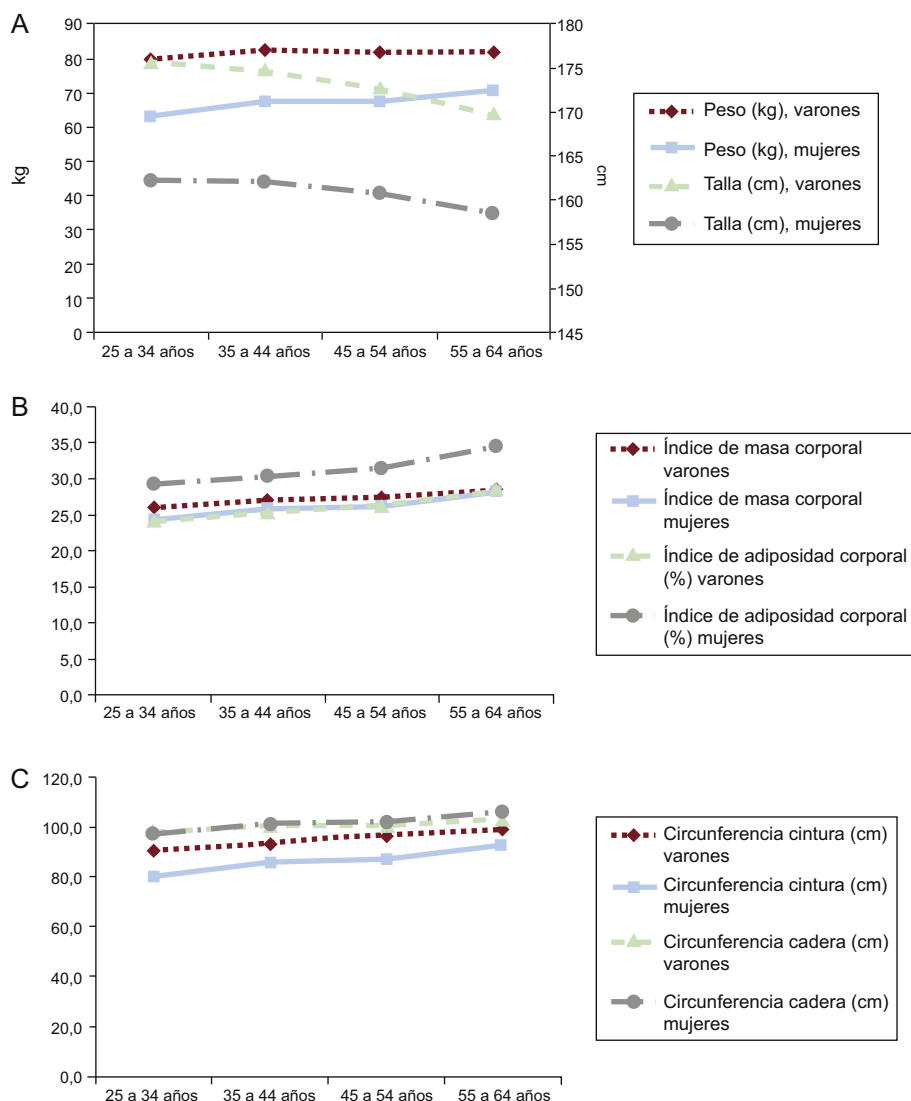 A
90
80
70
60
50
40
30
20
10
0
kg
180
175
170
165
160
155
150
145
cm
25 a 34 años
35 a 44 años
45 a 54 años
55 a 64 años
Peso (kg), varones
Peso (kg), mujeres
Talla (cm), varones
Talla (cm), mujeres
B
40,0
35,0
30,0
25,0
20,0
15,0
10,0
5,0
0,0
25 a 34 años
35 a 44 años
45 a 54 años
55 a 64 años
Índice de masa corporal
varones
Índice de masa corporal
mujeres
Índice de adiposidad corporal
(%) varones
Índice de adiposidad corporal
(%) mujeres
C
120,0
100,0
80,0
60,0
40,0
20,0
0,0
25 a 34 años
35 a 44 años
45 a 54 años
55 a 64 años
Circunferencia cintura (cm)
varones
Circunferencia cintura (cm)
mujeres
Circunferencia cadera (cm)
varones
Circunferencia cadera (cm)
mujeres